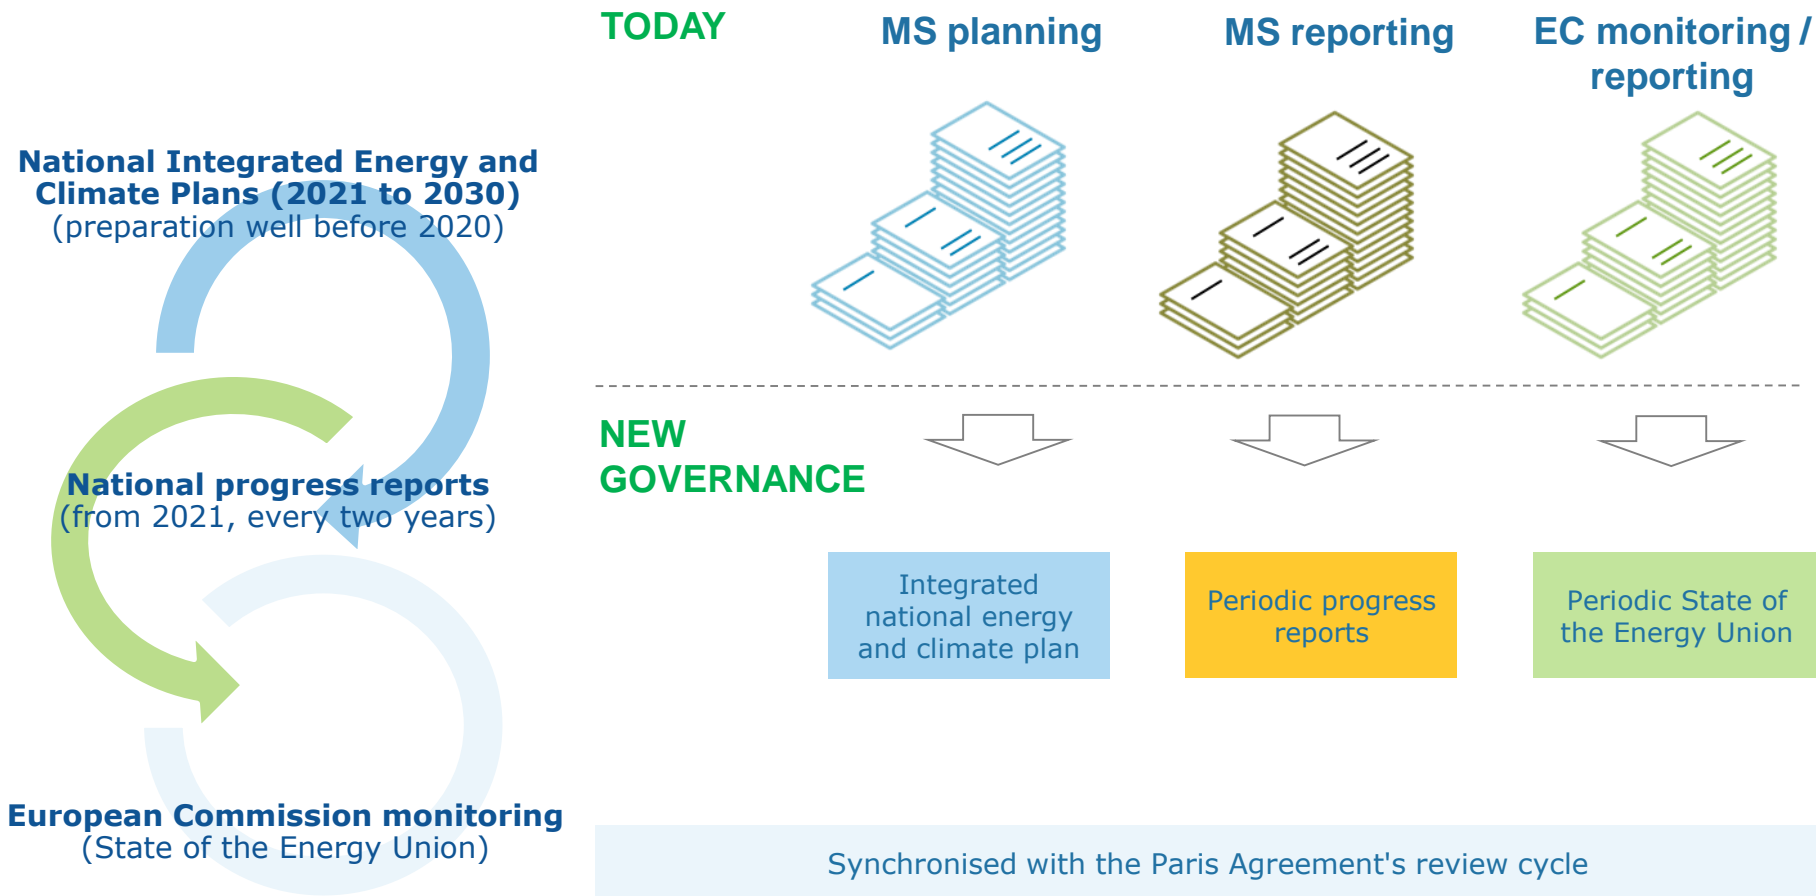 National Integrated Energy and
Climate Plans (2021 to 2030)
(preparation well before 2020)
National progress reports
(from 2021, every two years)
European Commission monitoring
(State of the Energy Union)
TODAY
MS planning
MS reporting
EC monitoring /
reporting
NEW
GOVERNANCE
Integrated
national energy
and climate plan
Periodic progress
reports
Periodic State of
the Energy Union
Synchronised with the Paris Agreement's review cycle